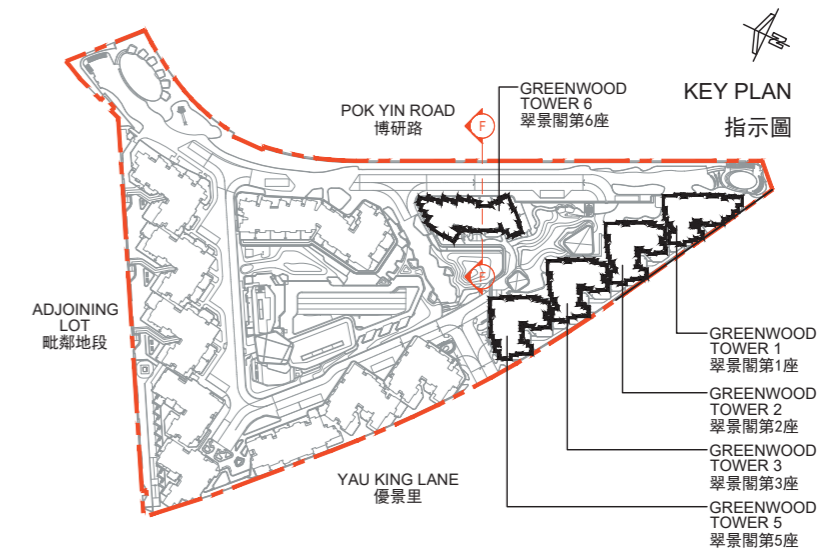 KEY PLAN
指示圖
POK YIN ROAD
博研路
GREENWOOD
TOWER 6
翠景閣第6座
F
F
ADJOINING
LOT
毗鄰地段
YAU KING LANE
優景里
GREENWOOD
TOWER 1
翠景閣第1座
GREENWOOD
TOWER 2
翠景閣第2座
GREENWOOD
TOWER 3
翠景閣第3座
GREENWOOD
TOWER 5
翠景閣第5座
N